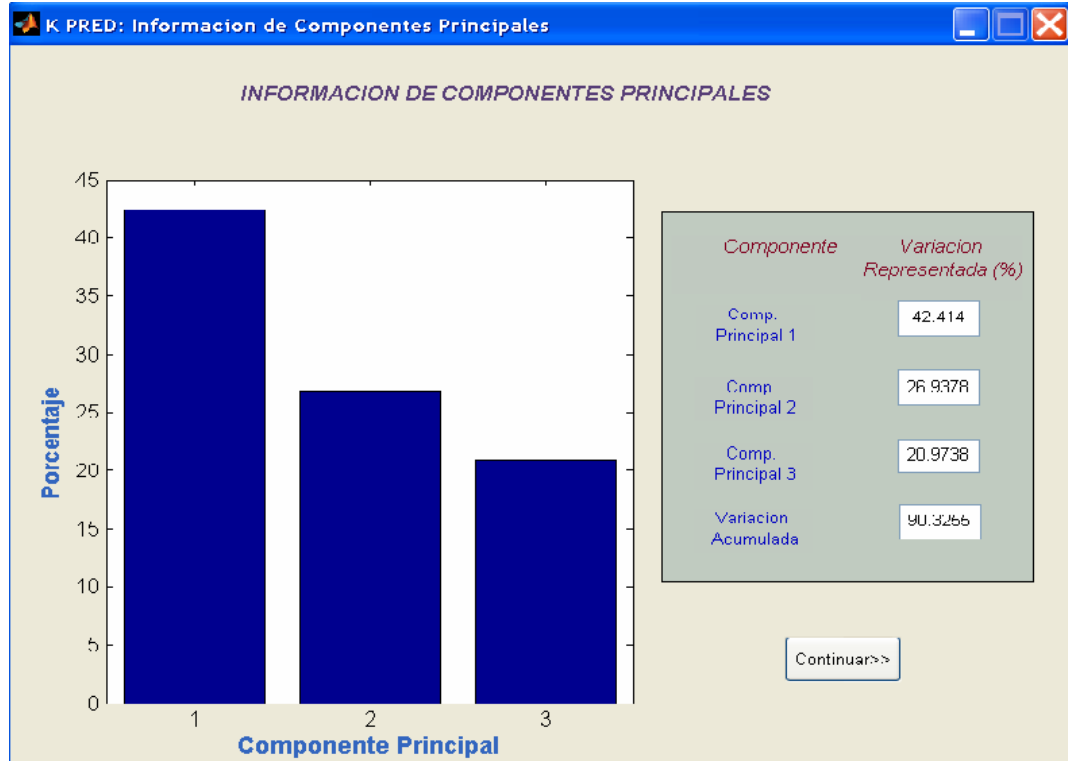 K PRED: Informacion de Componentes Principales
INFORMACION DE COMPONENTES PRINCIPALES
45
40
35
30
25
20
15
10
5
0
Porcentaje
1 2 3
Componente Principal
Componente Variacion
Representada (%)
Comp.
Principal 1
42.414
Comp
Principal 2
26.9378
Comp.
Principal 3
20.9738
Variacion
Acumulada
90.3256
Continuar>>